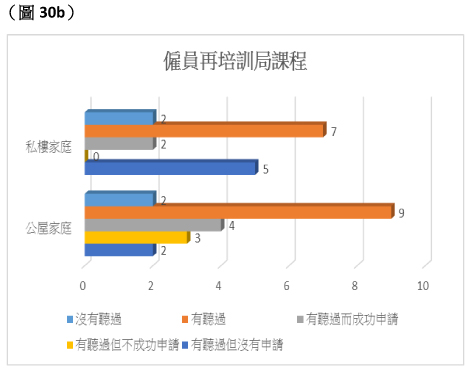 （圖 30b）
僱員再培訓局課程
私樓家庭
2
7
2
0
5
公屋家庭
2
9
4
3
2
0 2 4 6 8 10
沒有聽過 有聽過 有聽過而成功申請
有聽過但不成功申請 有聽過但沒有申請